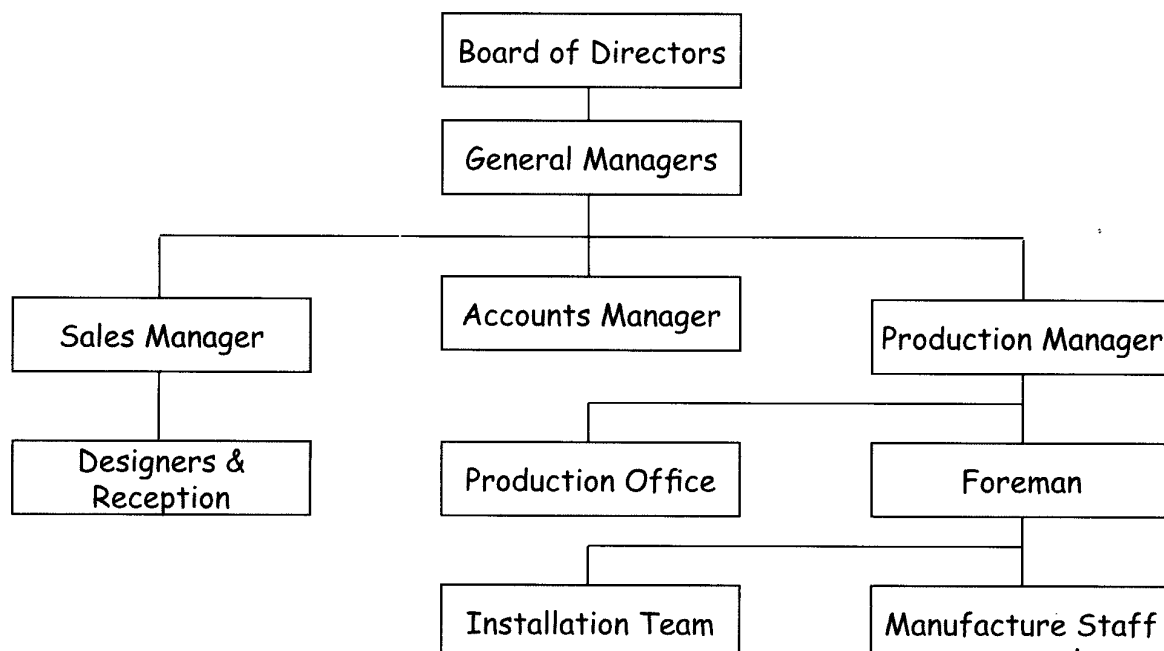 Board of Directors
General Managers
Sales Manager
Accounts Manager
Production Manager
Designers &
Reception
Production Office
Foreman
Installation Team
Manufacture Staff